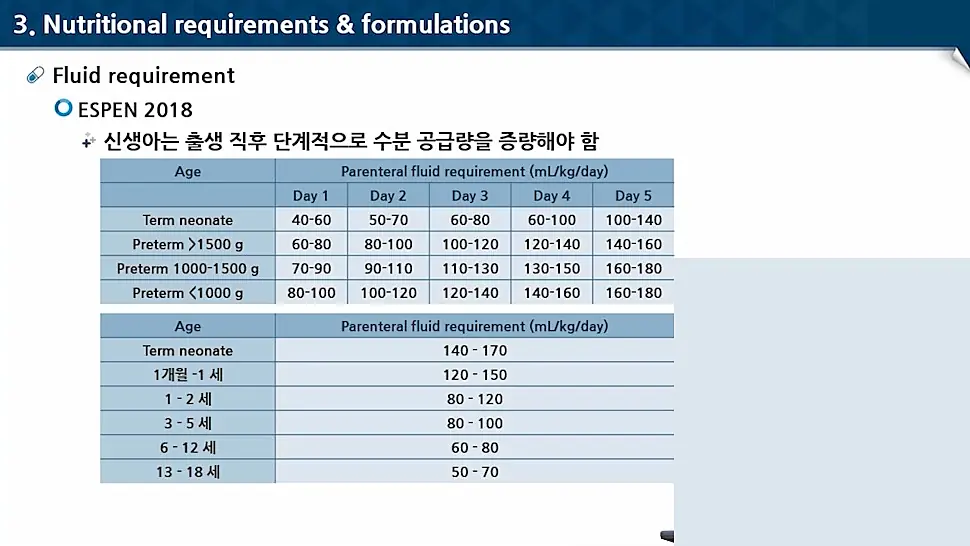 3. Nutritional requirements & formulations
Fluid requirement
ESPEN 2018
신생아는 출생 직후 단계적으로 수분 공급량을 증량해야 함
Age Parenteral fluid requirement (mL/kg/day)
Day 1 Day 2 Day 3 Day 4 Day 5
Term neonate 40-60 50-70 60-80 60-100 100-140
Preterm >1500 g 60-80 80-100 100-120 120-140 140-160
Preterm 1000-1500 g 70-90 90-110 110-130 130-150 160-180
Preterm <1000 g 80-100 100-120 120-140 140-160 160-180
Age Parenteral fluid requirement (mL/kg/day)
Term neonate 140 - 170
1개월 -1 세 120 - 150
1 - 2 세 80 - 120
3 - 5 세 80 - 100
6 - 12 세 60 - 80
13 - 18 세 50 - 70